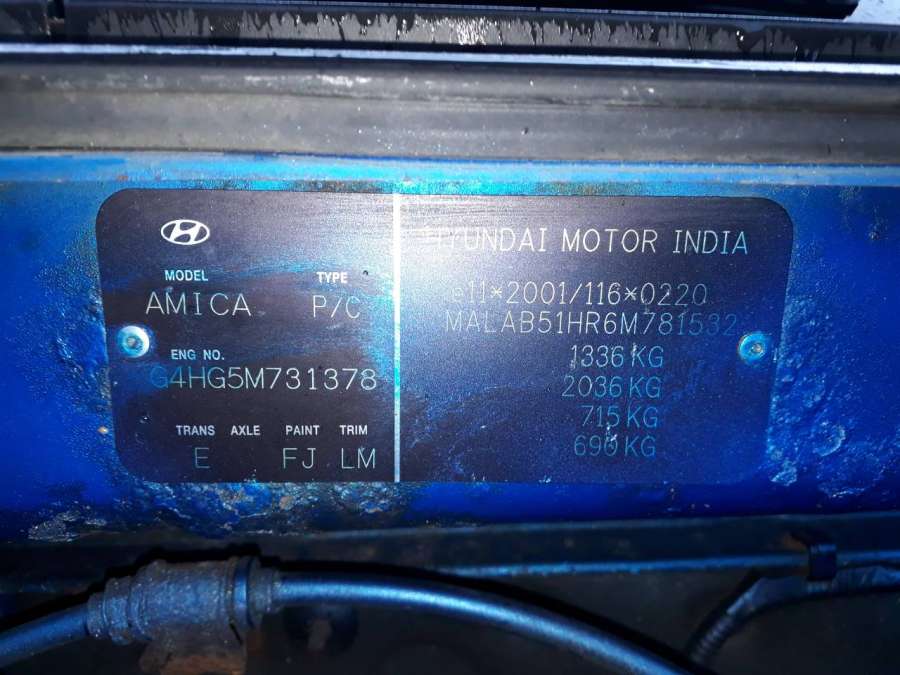 MODEL TYPE
AMICA P/C
ENG NO.
G4HG5M731378
TRANS AXLE PAINT TRIM
E FJ LM
HYUNDAI MOTOR INDIA
e11*2001/116*0220
MALAB51HR6M781532
1336 KG
2036 KG
715 KG
690 KG